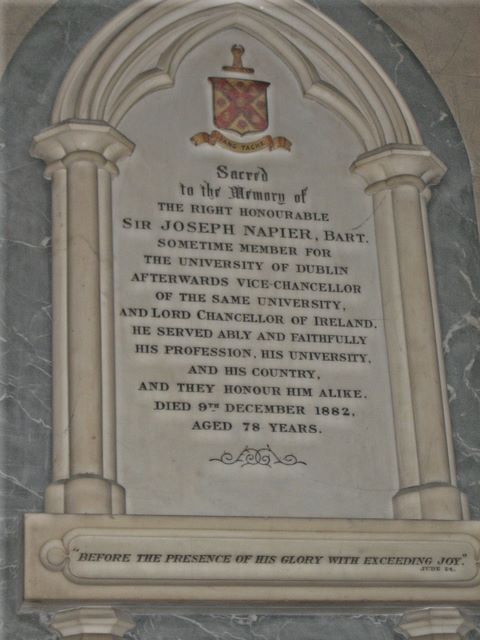 SANS TACHE
Sacred
to the Memory of
THE RIGHT HONOURABLE
SIR JOSEPH NAPIER, BART.
SOMETIME MEMBER FOR
THE UNIVERSITY OF DUBLIN
AFTERWARDS VICE-CHANCELLOR
OF THE SAME UNIVERSITY,
AND LORD CHANCELLOR OF IRELAND.
HE SERVED ABLY AND FAITHFULLY
HIS PROFESSION, HIS UNIVERSITY,
AND HIS COUNTRY,
AND THEY HONOUR HIM ALIKE.
DIED 9TH DECEMBER 1882,
AGED 78 YEARS.
"BEFORE THE PRESENCE OF HIS GLORY WITH EXCEEDING JOY."
JUDE 24.